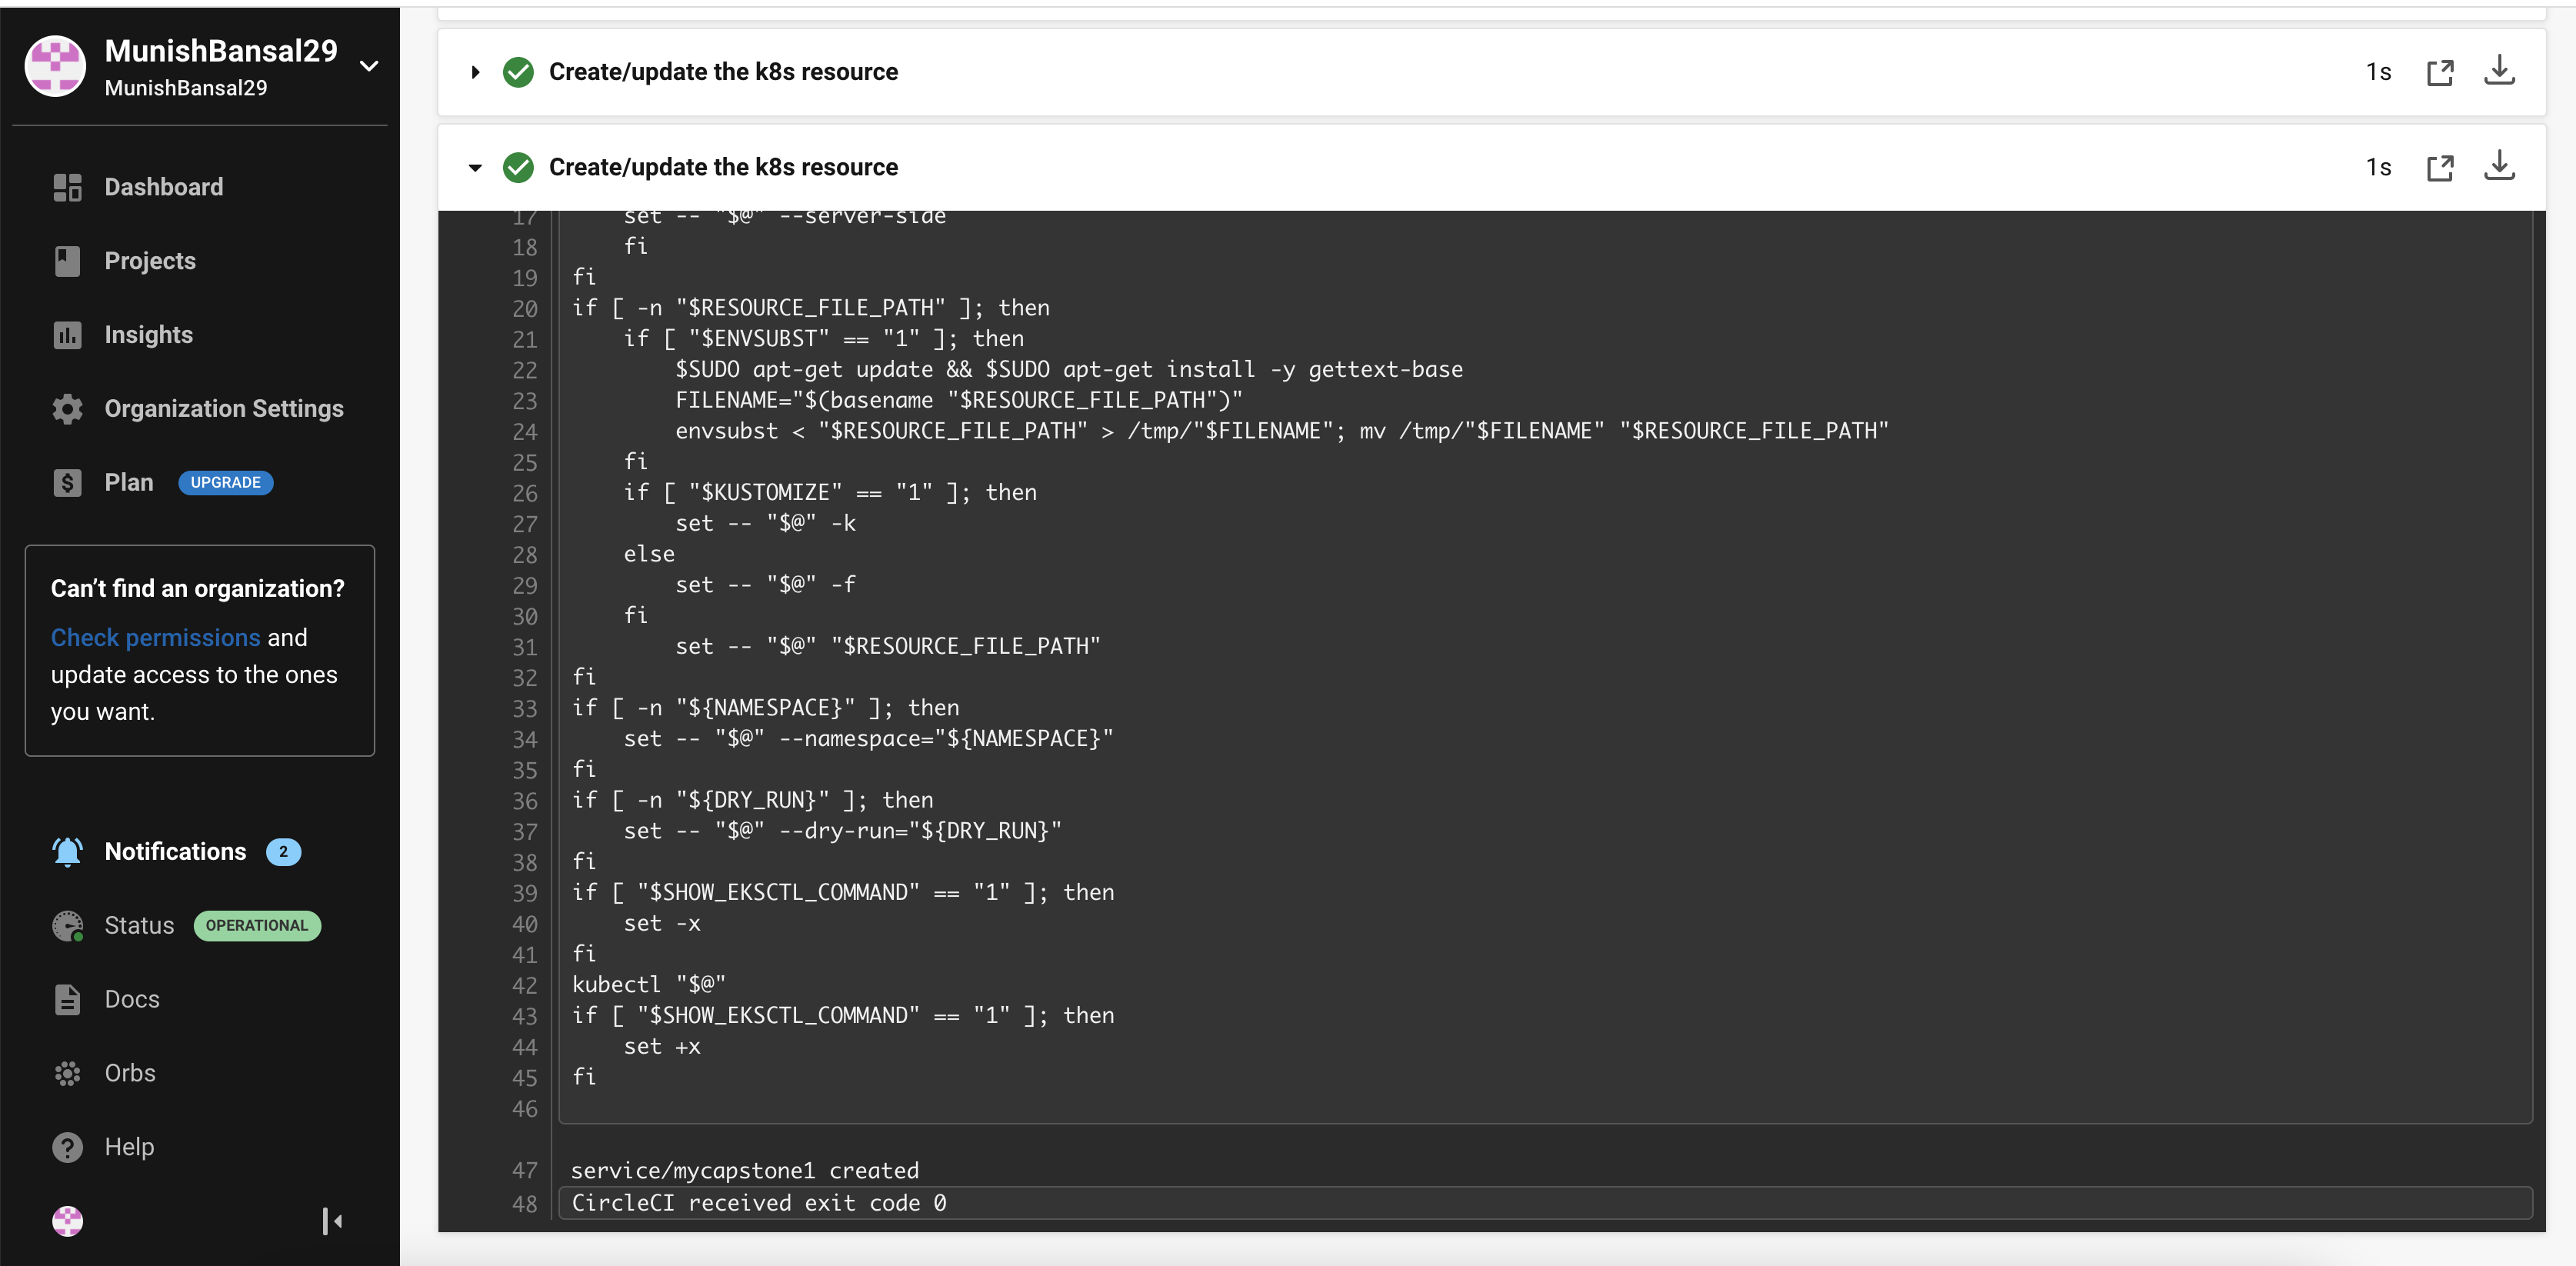 MunishBansal29
MunishBansal29
Dashboard
Projects
Insights
Organization Settings
Plan UPGRADE
Can’t find an organization?
Check permissions and
update access to the ones
you want.
Notifications 2
Status OPERATIONAL
Docs
Orbs
Help
Create/update the k8s resource 1s
Create/update the k8s resource 1s
17 set -- "$@" --server-side
18 fi
19 fi
20 if [ -n "$RESOURCE_FILE_PATH" ]; then
21 if [ "$ENVSUBST" == "1" ]; then
22 $SUDO apt-get update && $SUDO apt-get install -y gettext-base
23 FILENAME="$(basename "$RESOURCE_FILE_PATH")"
24 envsubst < "$RESOURCE_FILE_PATH" > /tmp/"$FILENAME"; mv /tmp/"$FILENAME" "$RESOURCE_FILE_PATH"
25 fi
26 if [ "$KUSTOMIZE" == "1" ]; then
27 set -- "$@" -k
28 else
29 set -- "$@" -f
30 fi
31 set -- "$@" "$RESOURCE_FILE_PATH"
32 fi
33 if [ -n "${NAMESPACE}" ]; then
34 set -- "$@" --namespace="${NAMESPACE}"
35 fi
36 if [ -n "${DRY_RUN}" ]; then
37 set -- "$@" --dry-run="${DRY_RUN}"
38 fi
39 if [ "$SHOW_EKSCTL_COMMAND" == "1" ]; then
40 set -x
41 fi
42 kubectl "$@"
43 if [ "$SHOW_EKSCTL_COMMAND" == "1" ]; then
44 set +x
45 fi
46
47 service/mycapstone1 created
48 CircleCI received exit code 0